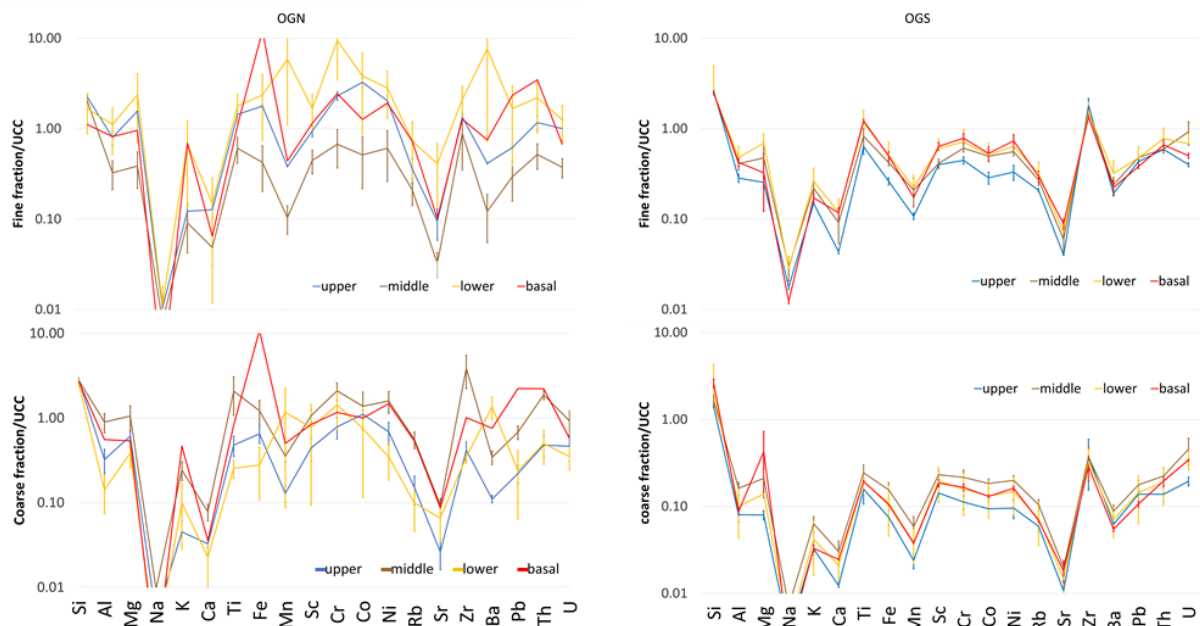 OGN
OGS
10.00
1.00
0.10
0.01
Fine fraction/UCC
upper middle lower basal
10.00
1.00
0.10
0.01
Fine fraction/UCC
upper middle lower basal
10.00
1.00
0.10
0.01
Coarse fraction/UCC
upper middle lower basal
Si Al Mg Na K Ca Ti Fe Mn Sc Cr Co Ni Rb Sr Zr Ba Pb Th U
10.00
1.00
0.10
0.01
coarse fraction/UCC
upper middle lower basal
Si Al Mg Na K Ca Ti Fe Mn Sc Cr Co Ni Rb Sr Zr Ba Pb Th U